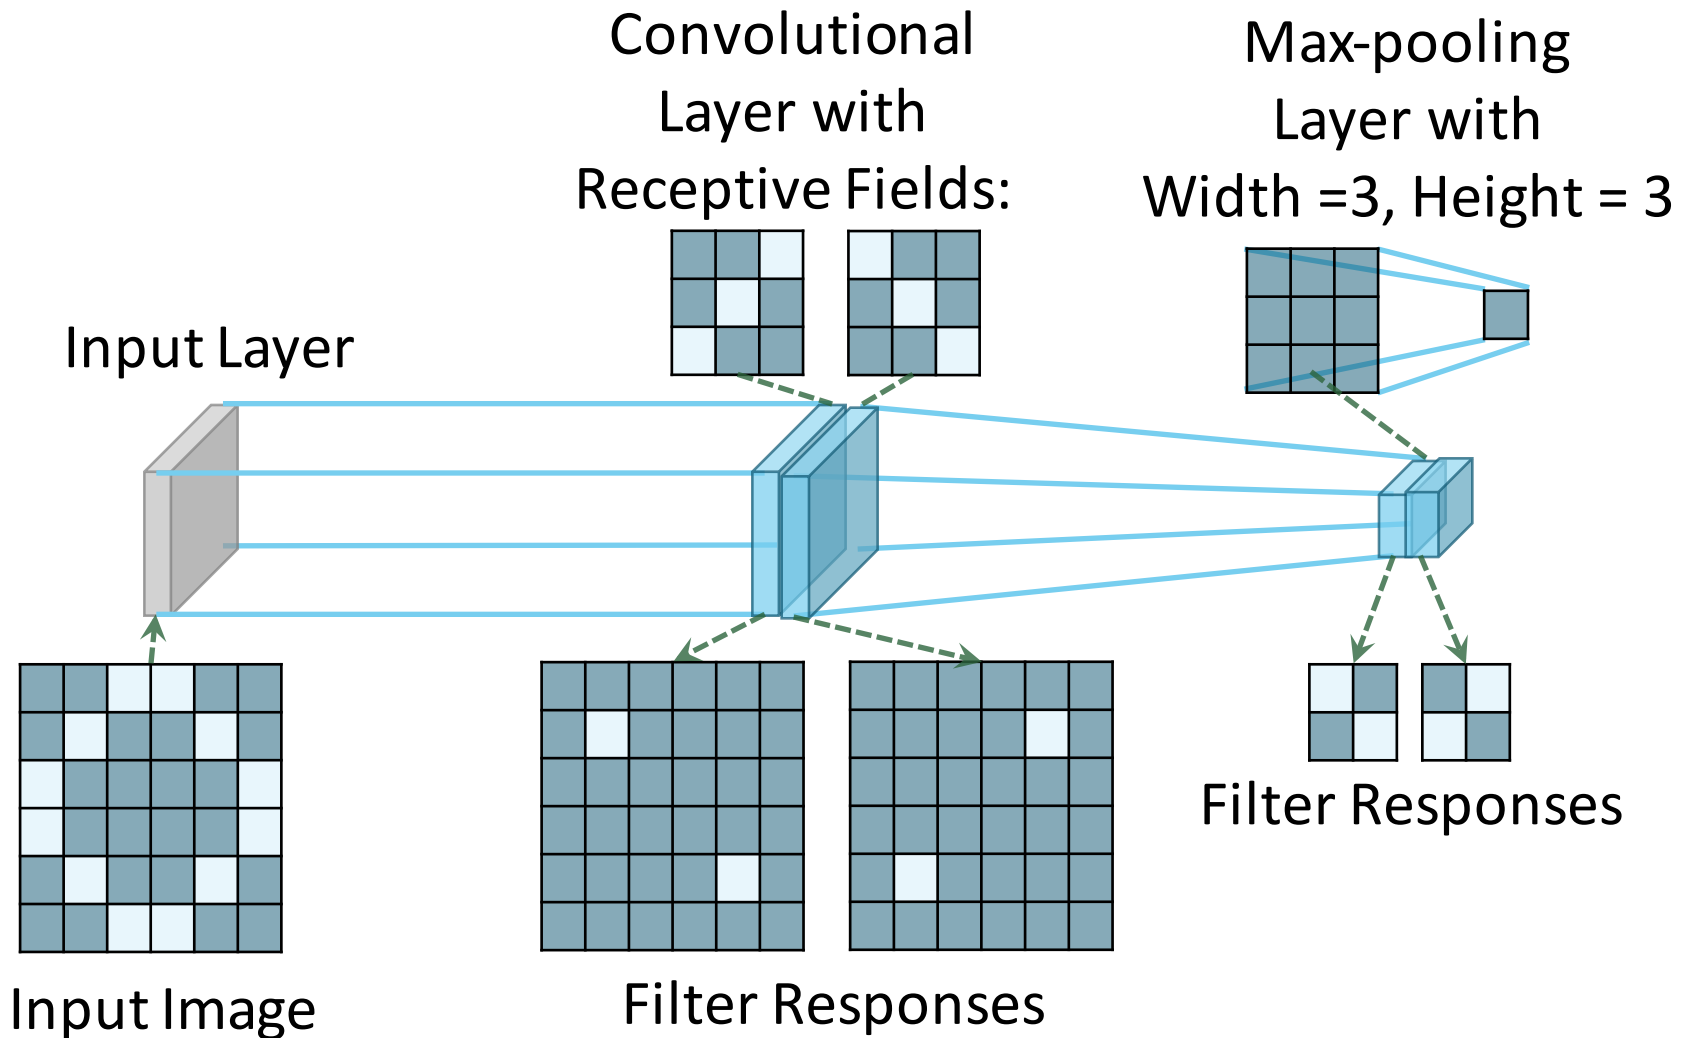 Convolutional
Layer with
Receptive Fields:
Max-pooling
Layer with
Width =3, Height = 3
Input Layer
Input Image
Filter Responses
Filter Responses